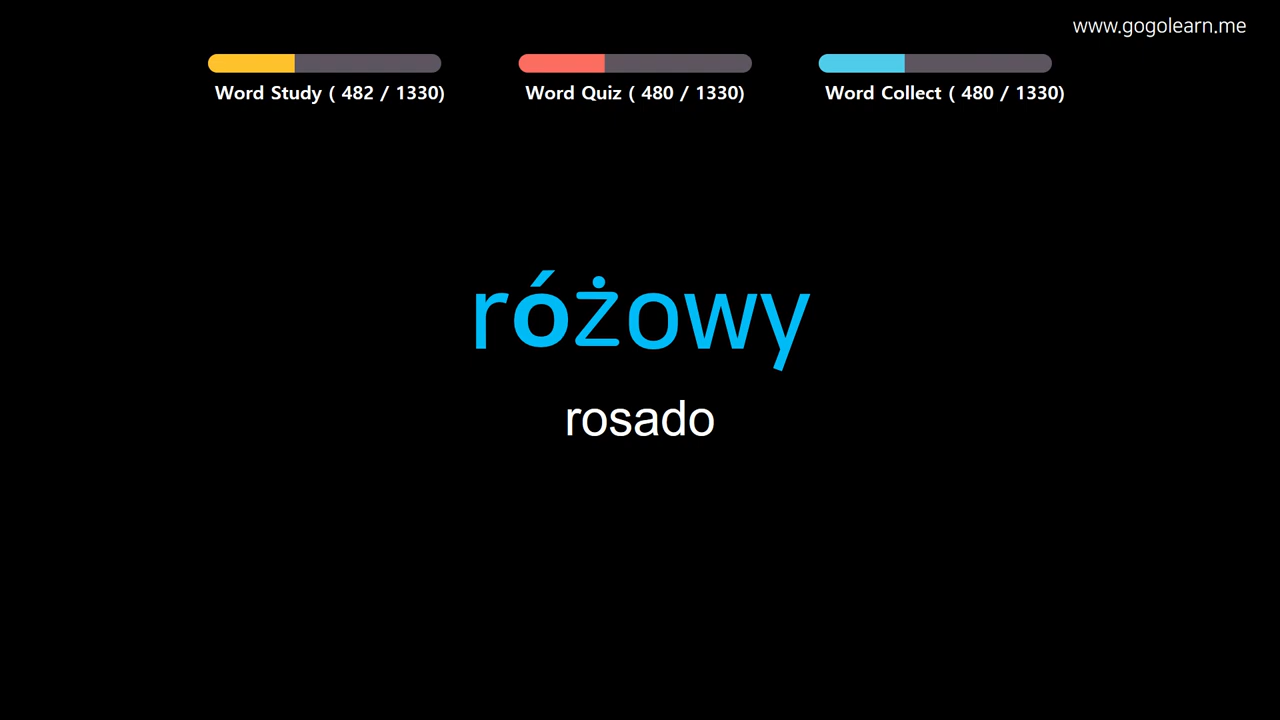 www.gogolearn.me
Word Study ( 482 / 1330)
Word Quiz ( 480 / 1330)
Word Collect ( 480 / 1330)
różowy
rosado